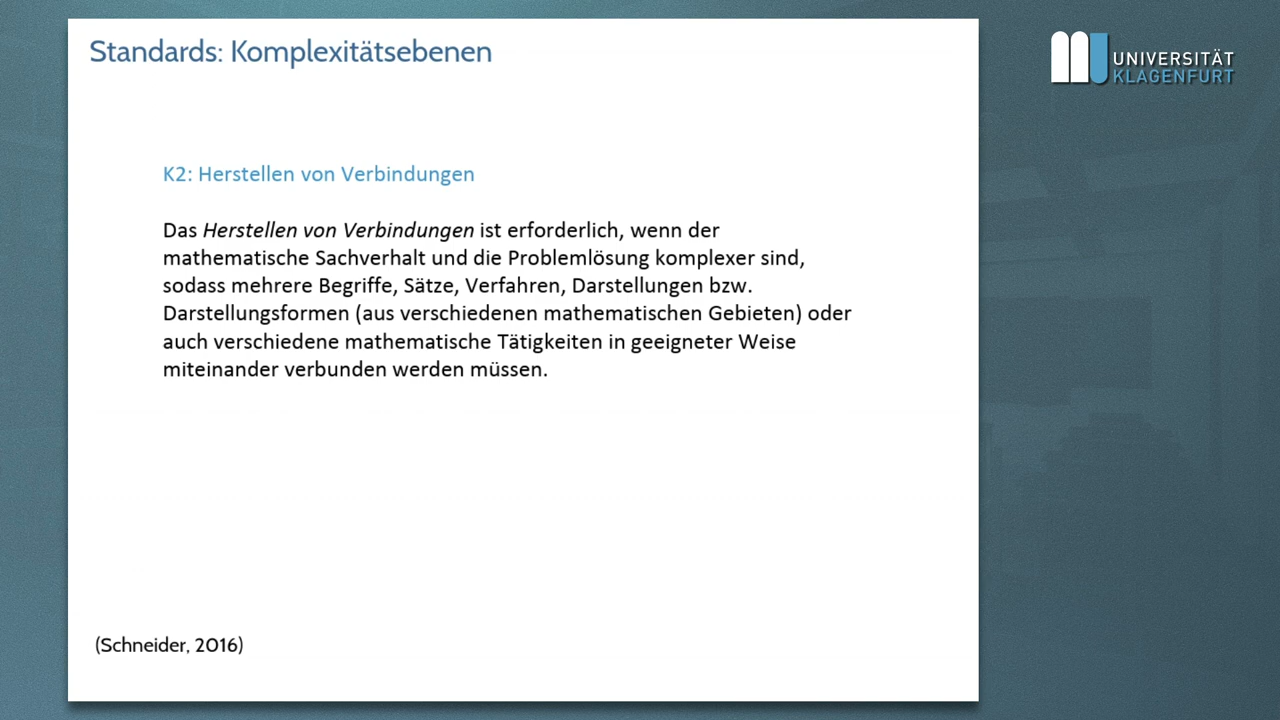 Standards: Komplexitätsebenen
UNIVERSITÄT
KLAGENFURT
K2: Herstellen von Verbindungen
Das Herstellen von Verbindungen ist erforderlich, wenn der
mathematische Sachverhalt und die Problemlösung komplexer sind,
sodass mehrere Begriffe, Sätze, Verfahren, Darstellungen bzw.
Darstellungsformen (aus verschiedenen mathematischen Gebieten) oder
auch verschiedene mathematische Tätigkeiten in geeigneter Weise
miteinander verbunden werden müssen.
(Schneider, 2016)